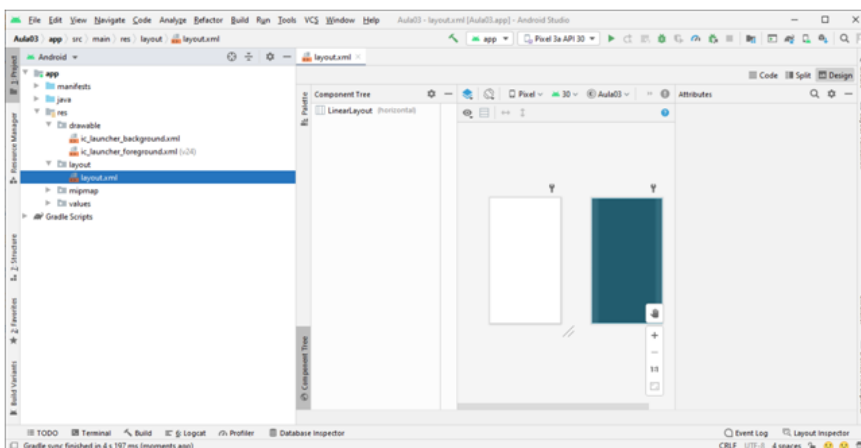 File Edit View Navigate Code Analyze Refactor Build Run Tools VCS Window Help Aula03 - layout.xml [Aula03.app] - Android Studio
Aula03 app src main res layout layout.xml app Pixel 3a API 30
Android layout.xml
1: Project
Resource Manager
Z: Structure
2: Favorites
Build Variants
app
manifests
java
res
drawable
ic_launcher_background.xml
ic_launcher_foreground.xml (v24)
layout
layout.xml
mipmap
values
Gradle Scripts
Code Split Design
Palette
Component Tree
LinearLayout (horizontal)
Component Tree
Pixel 30 Aula03
Attributes
1:1
TODO Terminal Build 6: Logcat Profiler Database Inspector Event Log Layout Inspector
Gradle sync finished in 4 s 197 ms (moments ago) CRLF UTF-8 4 spaces